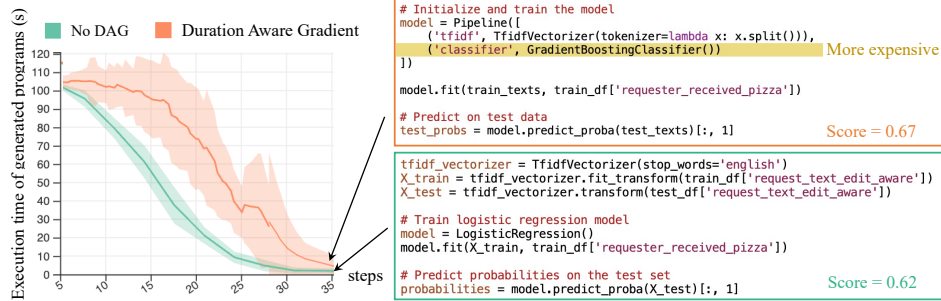 No DAG
Duration Aware Gradient
Execution time of generated programs (s)
120
110
100
90
80
70
60
50
40
30
20
10
0
5
10
15
20
25
30
35
steps
# Initialize and train the model
model = Pipeline([
('tfidf', TfidfVectorizer(tokenizer=lambda x: x.split())),
('classifier', GradientBoostingClassifier())
More expensive
])
model.fit(train_texts, train_df['requester_received_pizza'])
# Predict on test data
test_probs = model.predict_proba(test_texts)[:, 1]
Score = 0.67
tfidf_vectorizer = TfidfVectorizer(stop_words='english')
X_train = tfidf_vectorizer.fit_transform(train_df['request_text_edit_aware'])
X_test = tfidf_vectorizer.transform(test_df['request_text_edit_aware'])
# Train logistic regression model
model = LogisticRegression()
model.fit(X_train, train_df['requester_received_pizza'])
# Predict probabilities on the test set
probabilities = model.predict_proba(X_test)[:, 1]
Score = 0.62